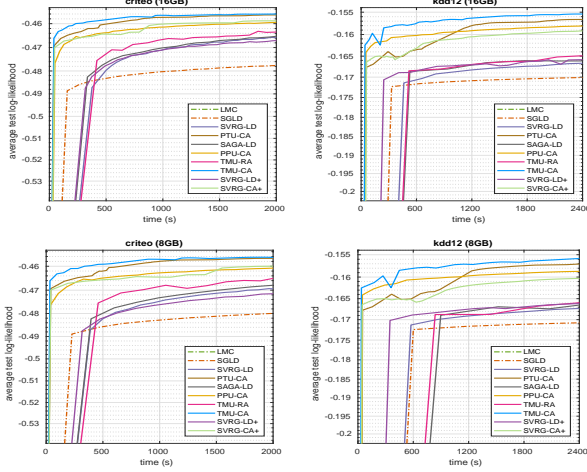 criteo (16GB)
average test log-likelihood
-0.46
-0.47
-0.48
-0.49
-0.5
-0.51
-0.52
-0.53
LMC
SGLD
SVRG-LD
PTU-CA
SAGA-LD
PPU-CA
TMU-RA
TMU-CA
SVRG-LD+
SVRG-CA+
0 500 1000 1500 2000
time (s)
kdd12 (16GB)
average test log-likelihood
-0.155
-0.16
-0.165
-0.17
-0.175
-0.18
-0.185
-0.19
-0.195
-0.2
LMC
SGLD
SVRG-LD
PTU-CA
SAGA-LD
PPU-CA
TMU-RA
TMU-CA
SVRG-LD+
SVRG-CA+
0 600 1200 1800 2400
time (s)
criteo (8GB)
average test log-likelihood
-0.46
-0.47
-0.48
-0.49
-0.5
-0.51
-0.52
-0.53
LMC
SGLD
SVRG-LD
PTU-CA
SAGA-LD
PPU-CA
TMU-RA
TMU-CA
SVRG-LD+
SVRG-CA+
0 500 1000 1500 2000
time (s)
kdd12 (8GB)
average test log-likelihood
-0.155
-0.16
-0.165
-0.17
-0.175
-0.18
-0.185
-0.19
-0.195
-0.2
LMC
SGLD
SVRG-LD
PTU-CA
SAGA-LD
PPU-CA
TMU-RA
TMU-CA
SVRG-LD+
SVRG-CA+
0 600 1200 1800 2400
time (s)